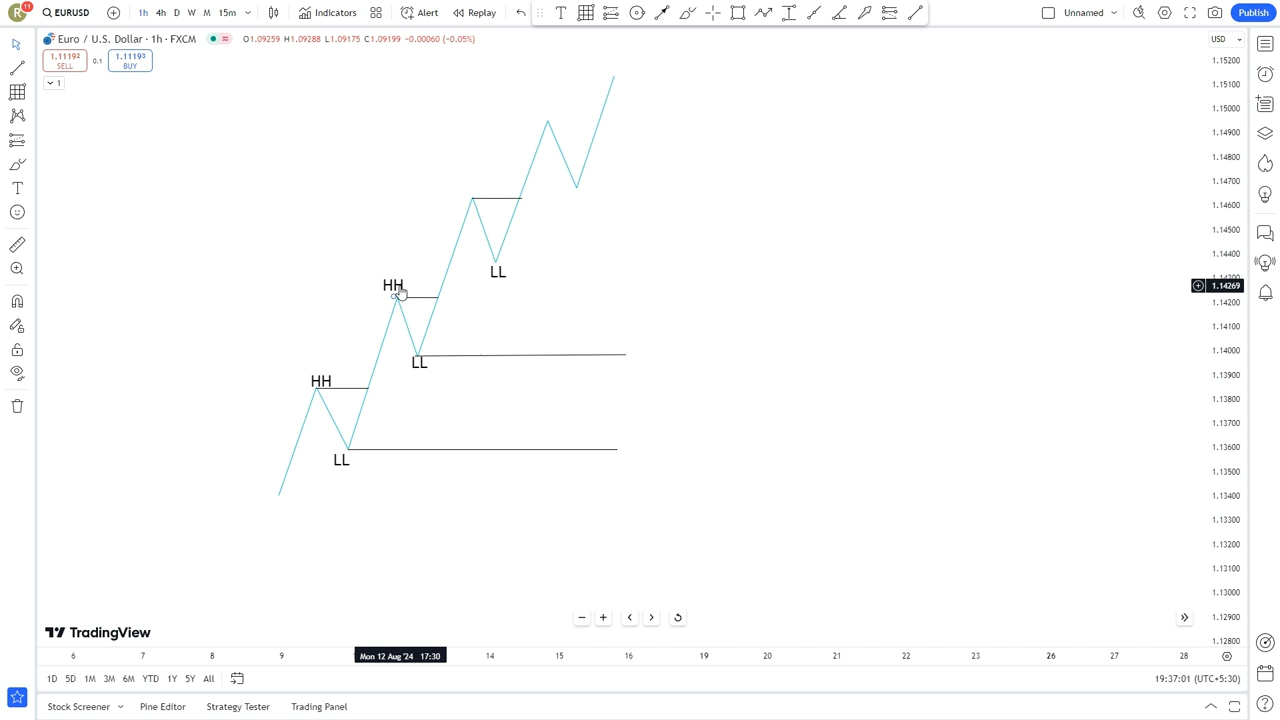 R 11 EURUSD 1h 4h D W M 15m Indicators Alert Replay Unnamed Publish
Euro / U.S. Dollar · 1h · FXCM O1.09259 H1.09288 L1.09175 C1.09199 −0.00060 (−0.05%) USD
1.11192 SELL 0.1 1.11193 BUY
1
1.15200
1.15100
1.15000
1.14900
1.14800
1.14700
1.14600
1.14500
1.14400
1.14300
1.14269
1.14200
1.14100
1.14000
1.13900
1.13800
1.13700
1.13600
1.13500
1.13400
1.13300
1.13200
1.13100
1.13000
1.12900
1.12800
LL
HH
LL
HH
LL
TradingView
6 7 8 9 Mon 12 Aug '24 17:30 14 15 16 19 20 21 22 23 26 27 28
1D 5D 1M 3M 6M YTD 1Y 5Y All 19:37:01 (UTC+5:30)
Stock Screener Pine Editor Strategy Tester Trading Panel